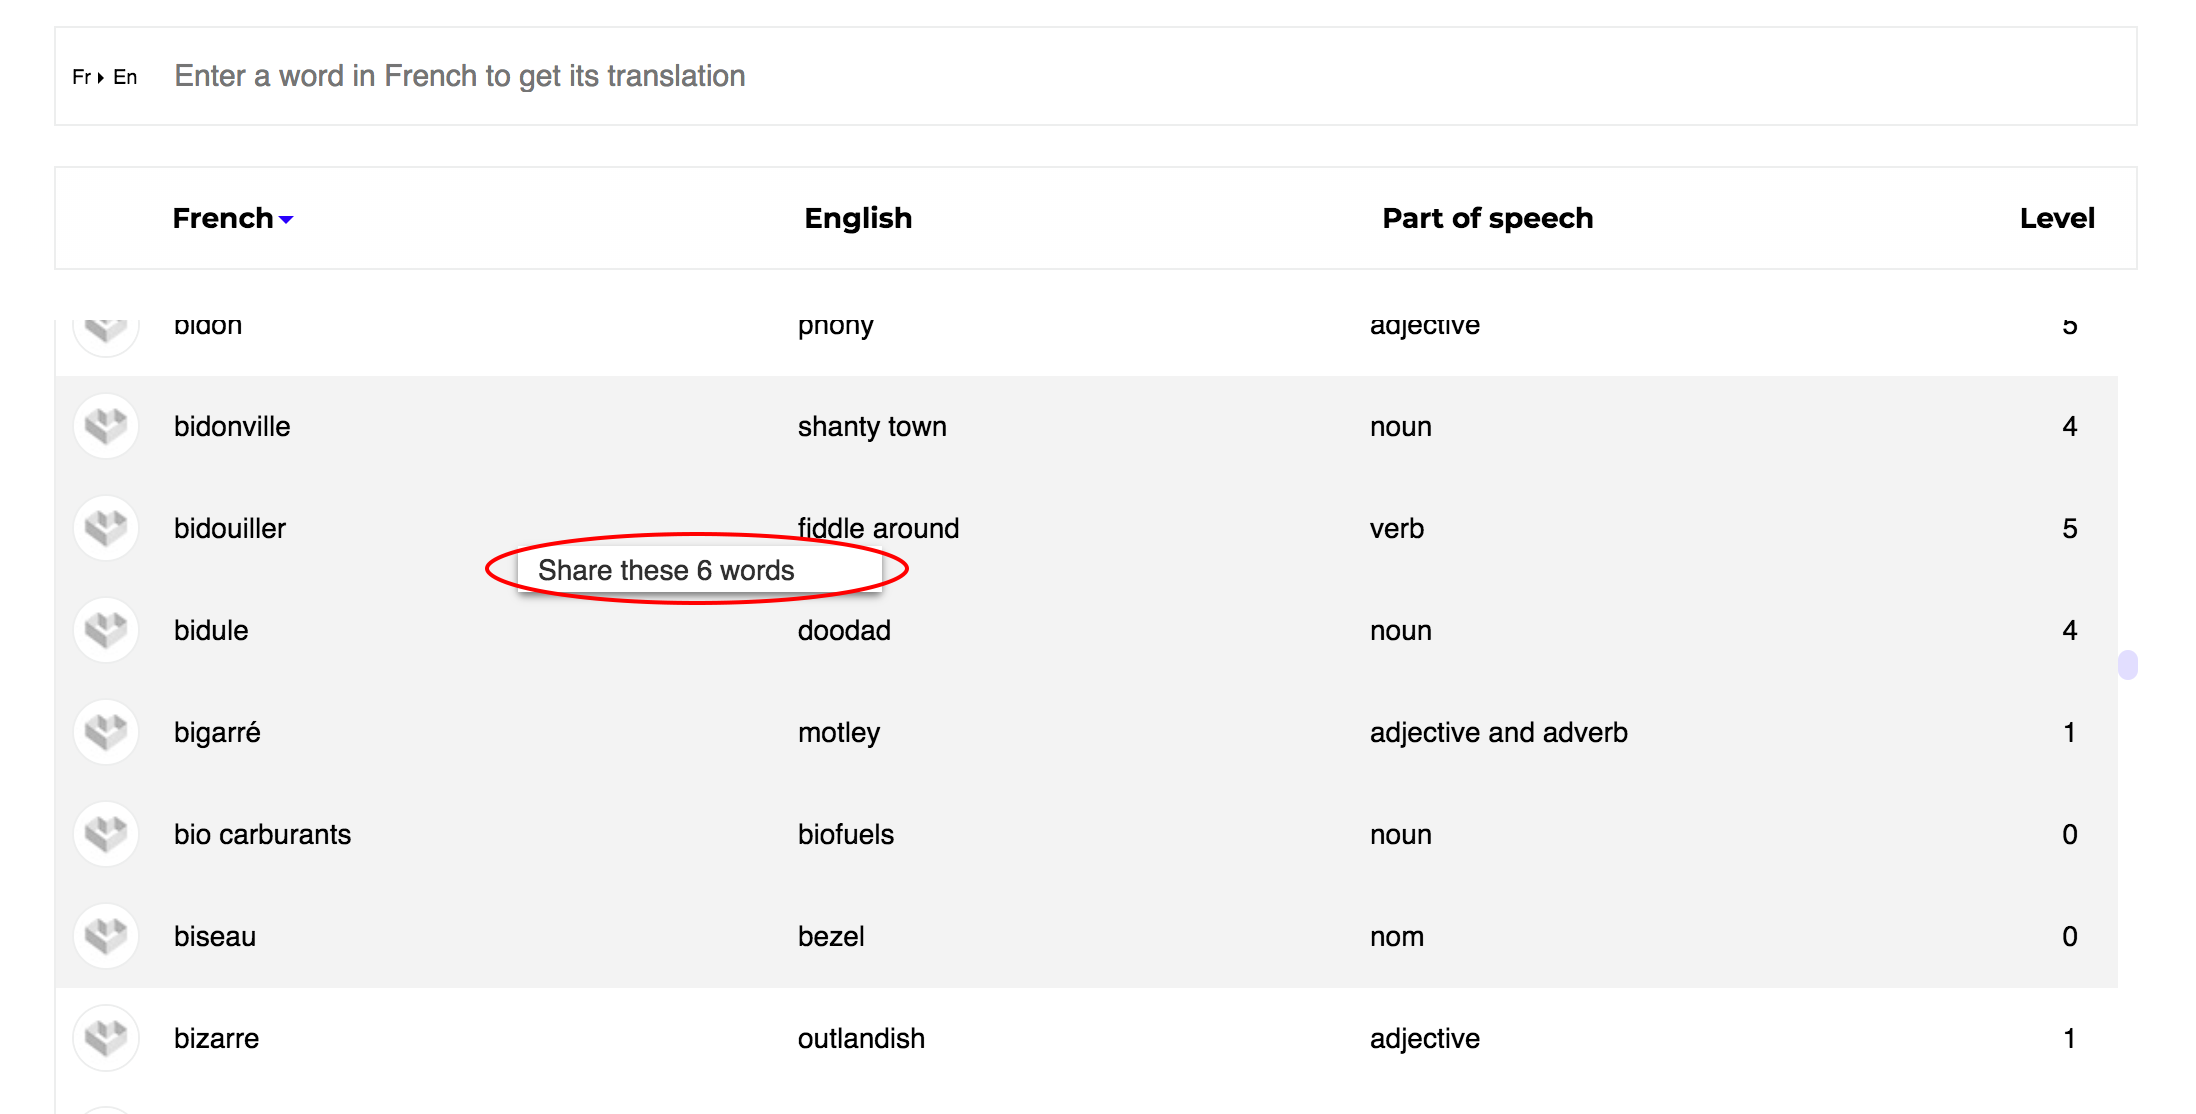 Fr En Enter a word in French to get its translation
French English Part of speech Level
bidon phony adjective 5
bidonville shanty town noun 4
bidouiller fiddle around verb 5
Share these 6 words
bidule doodad noun 4
bigarré motley adjective and adverb 1
bio carburants biofuels noun 0
biseau bezel nom 0
bizarre outlandish adjective 1